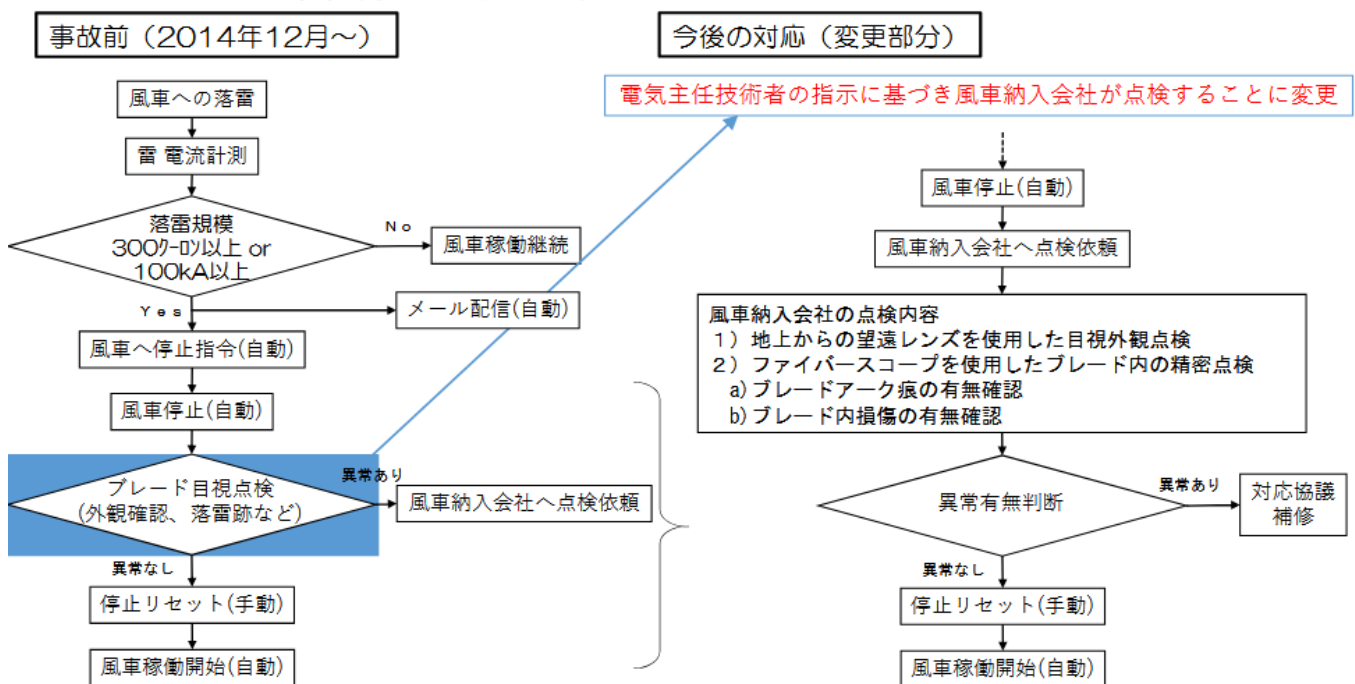 事故前（2014年12月～）
風車への落雷
雷 電流計測
落雷規模
300クーロン以上 or
100kA以上
No
風車稼働継続
Yes
メール配信(自動)
風車へ停止指令(自動)
風車停止(自動)
ブレード目視点検
(外観確認、落雷跡など)
異常あり
風車納入会社へ点検依頼
異常なし
停止リセット(手動)
風車稼働開始(自動)
今後の対応（変更部分）
電気主任技術者の指示に基づき風車納入会社が点検することに変更
風車停止(自動)
風車納入会社へ点検依頼
風車納入会社の点検内容
１）地上からの望遠レンズを使用した目視外観点検
２）ファイバースコープを使用したブレード内の精密点検
a)ブレードアーク痕の有無確認
b)ブレード内損傷の有無確認
異常有無判断
異常あり
対応協議
補修
異常なし
停止リセット(手動)
風車稼働開始(自動)